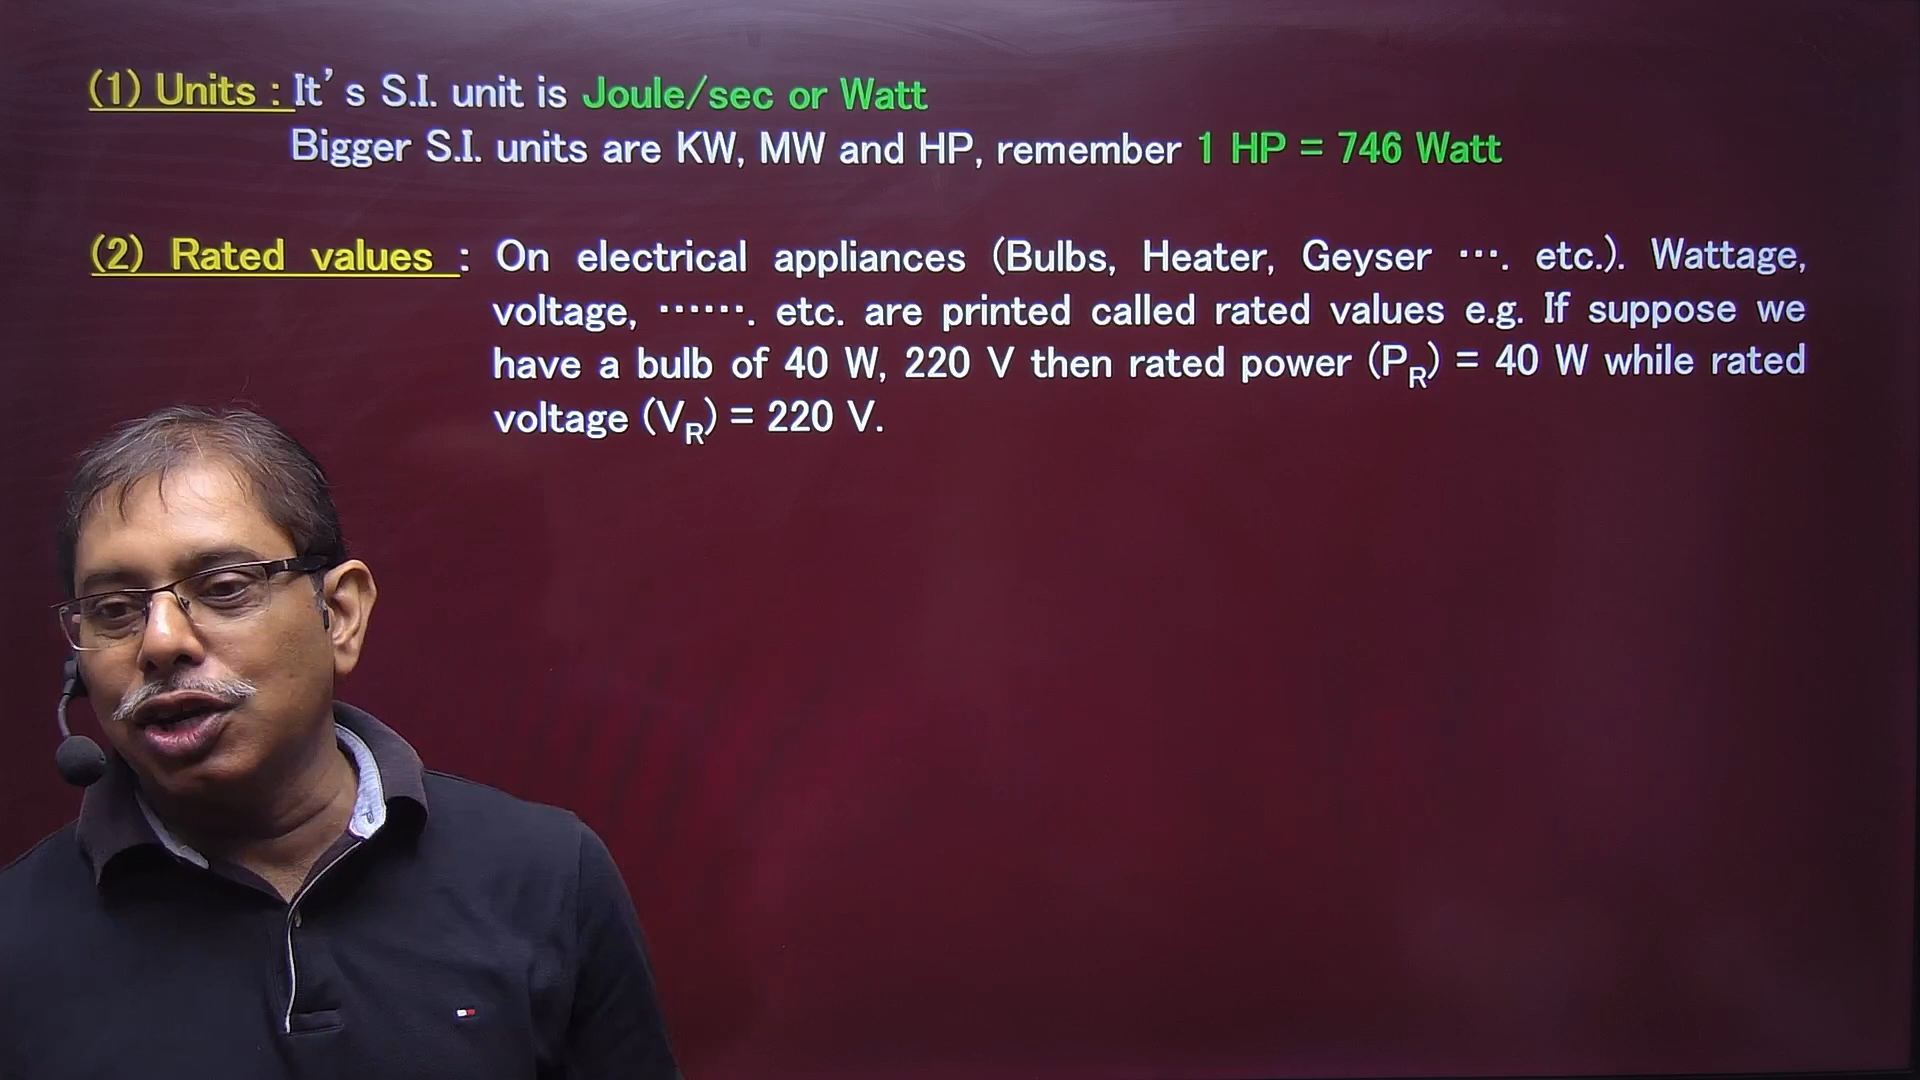 (1) Units : It's S.I. unit is Joule/sec or Watt
Bigger S.I. units are KW, MW and HP, remember 1 HP = 746 Watt
(2) Rated values : On electrical appliances (Bulbs, Heater, Geyser …. etc.). Wattage,
voltage, ……. etc. are printed called rated values e.g. If suppose we
have a bulb of 40 W, 220 V then rated power (P_R) = 40 W while rated
voltage (V_R) = 220 V.